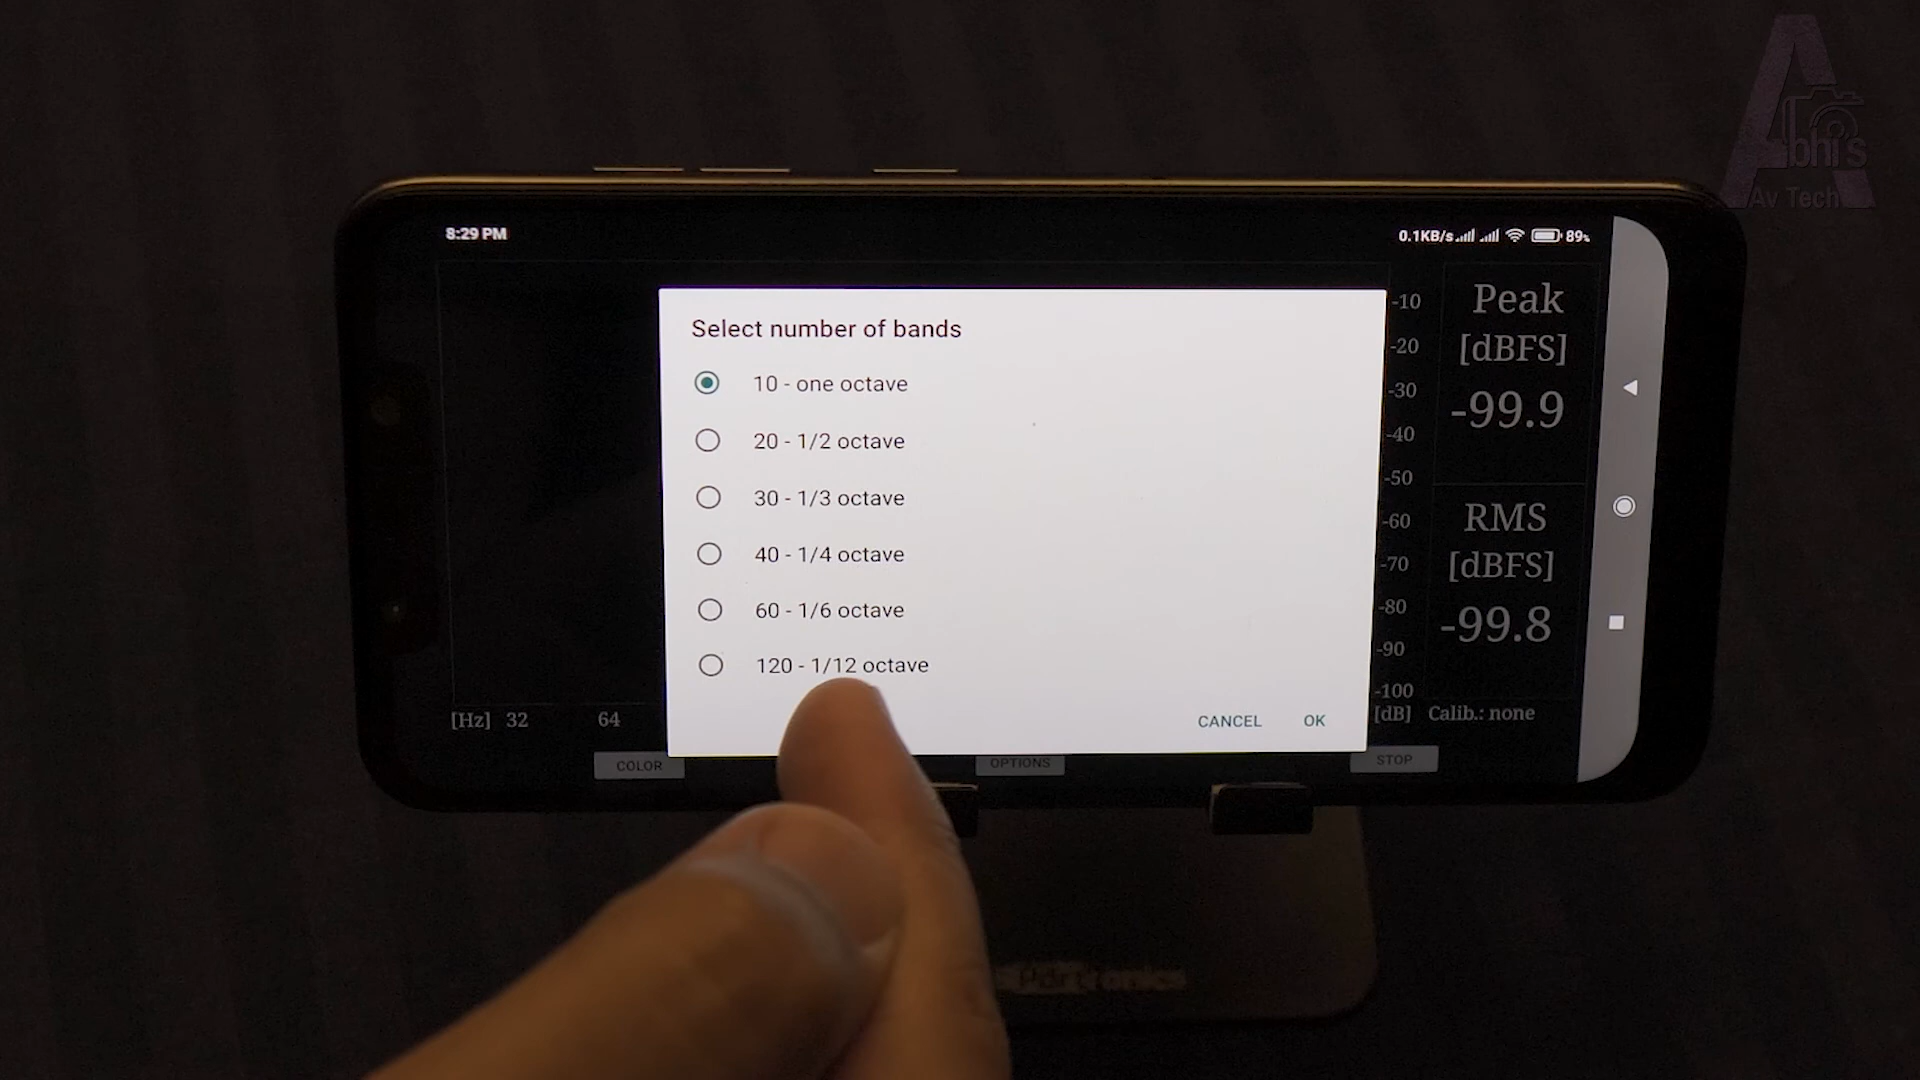 Abhi's
Av Tech
8:29 PM
0.1KB/s 89%
Select number of bands
10 - one octave
20 - 1/2 octave
30 - 1/3 octave
40 - 1/4 octave
60 - 1/6 octave
120 - 1/12 octave
CANCEL OK
-10
-20
-30
-40
-50
-60
-70
-80
-90
-100
[dB]
Peak
[dBFS]
-99.9
RMS
[dBFS]
-99.8
Calib.: none
[Hz] 32 64
COLOR OPTIONS STOP